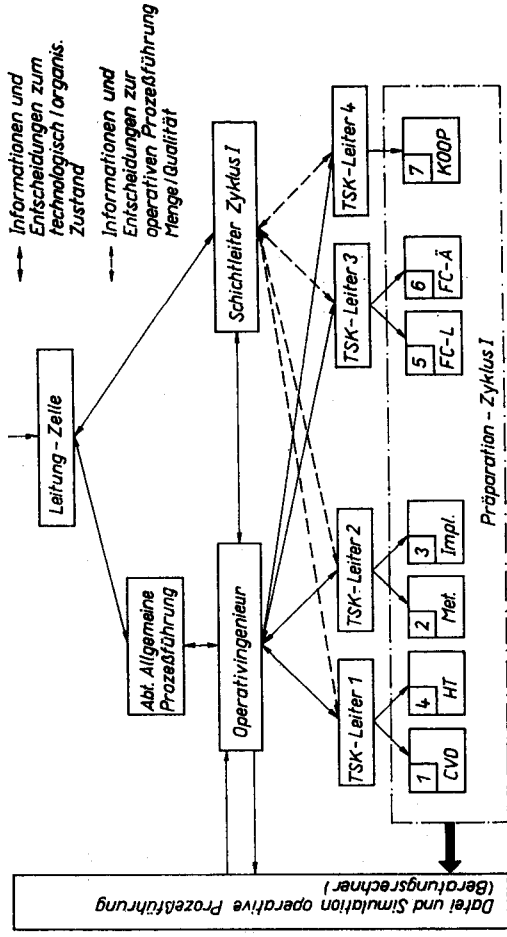 Informationen und
Entscheidungen zum
technologisch/organis.
Zustand
Informationen und
Entscheidungen zur
operativen Prozeßführung
Menge/Qualität
Leitung-Zelle
Abt. Allgemeine
Prozeßführung
Operativingenieur
Schichtleiter Zyklus I
TSK-Leiter 1
TSK-Leiter 2
TSK-Leiter 3
TSK-Leiter 4
1
CVD
4
HT
2
Met.
3
Impl.
5
FC-L
6
FC-Ä
7
KOOP
Präparation-Zyklus I
Datei und Simulation operative Prozeßführung
(Beratungsrechner)